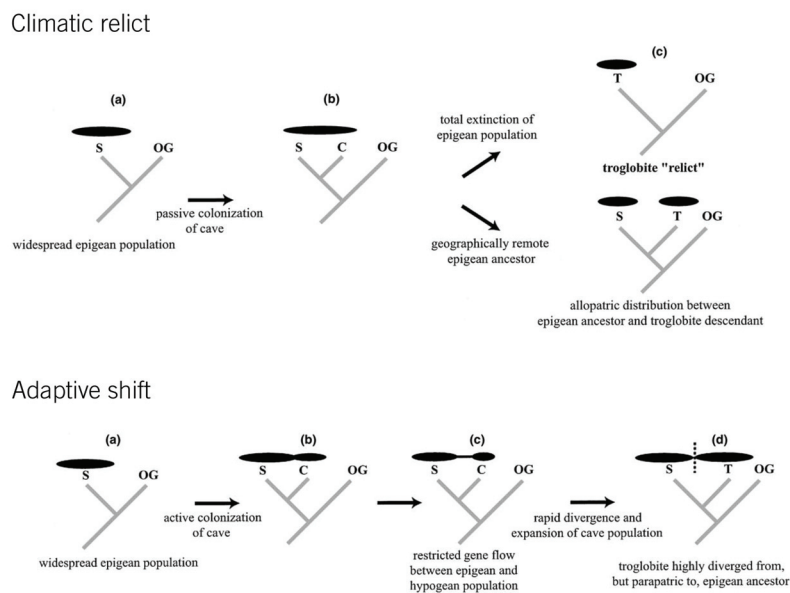 Climatic relict
(a)
S OG
widespread epigean population
passive colonization
of cave
(b)
S C OG
total extinction of
epigean population
geographically remote
epigean ancestor
(c)
T OG
troglobite "relict"
S T OG
allopatric distribution between
epigean ancestor and troglobite descendant
Adaptive shift
(a)
S OG
widespread epigean population
active colonization
of cave
(b)
S C OG
(c)
S C OG
restricted gene flow
between epigean and
hypogean population
rapid divergence and
expansion of cave population
(d)
S T OG
troglobite highly diverged from,
but parapatric to, epigean ancestor